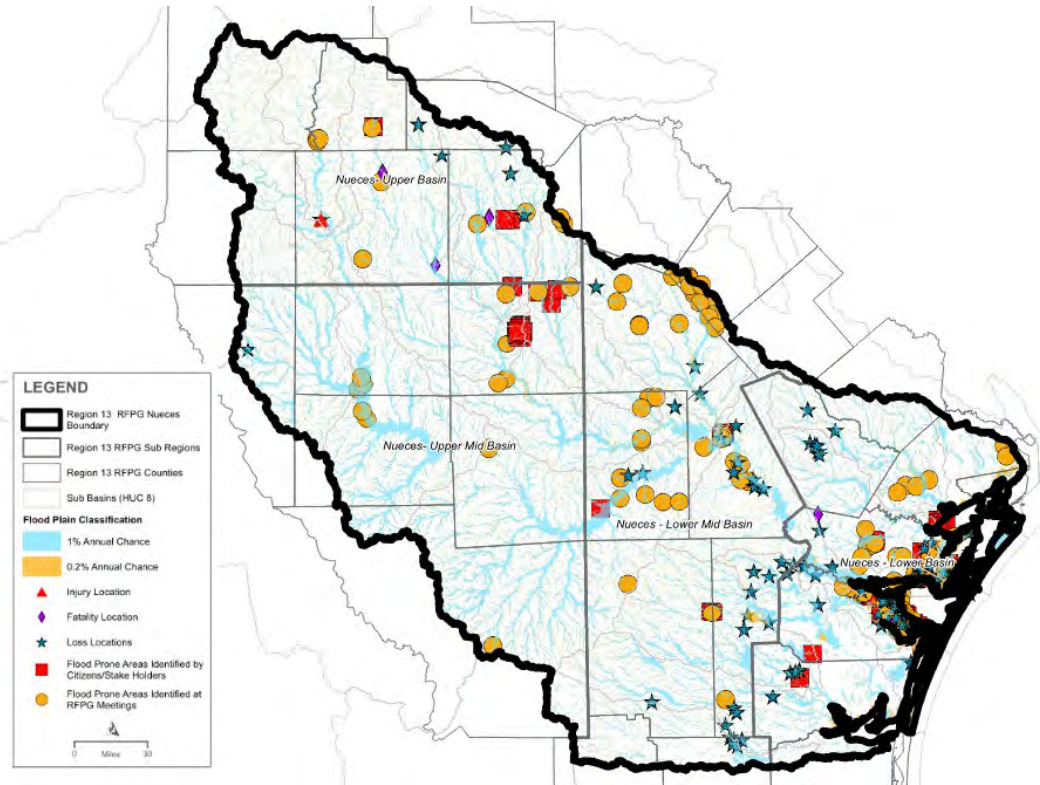 Nueces- Upper Basin
Nueces- Upper Mid Basin
Nueces - Lower Mid Basin
Nueces - Lower Basin
LEGEND
Region 13 RFPG Nueces
Boundary
Region 13 RFPG Sub Regions
Region 13 RFPG Counties
Sub Basins (HUC 8)
Flood Plain Classification
1% Annual Chance
0.2% Annual Chance
Injury Location
Fatality Location
Loss Locations
Flood Prone Areas Identified by
Citizens/Stake Holders
Flood Prone Areas Identified at
RFPG Meetings
0 Miles 30